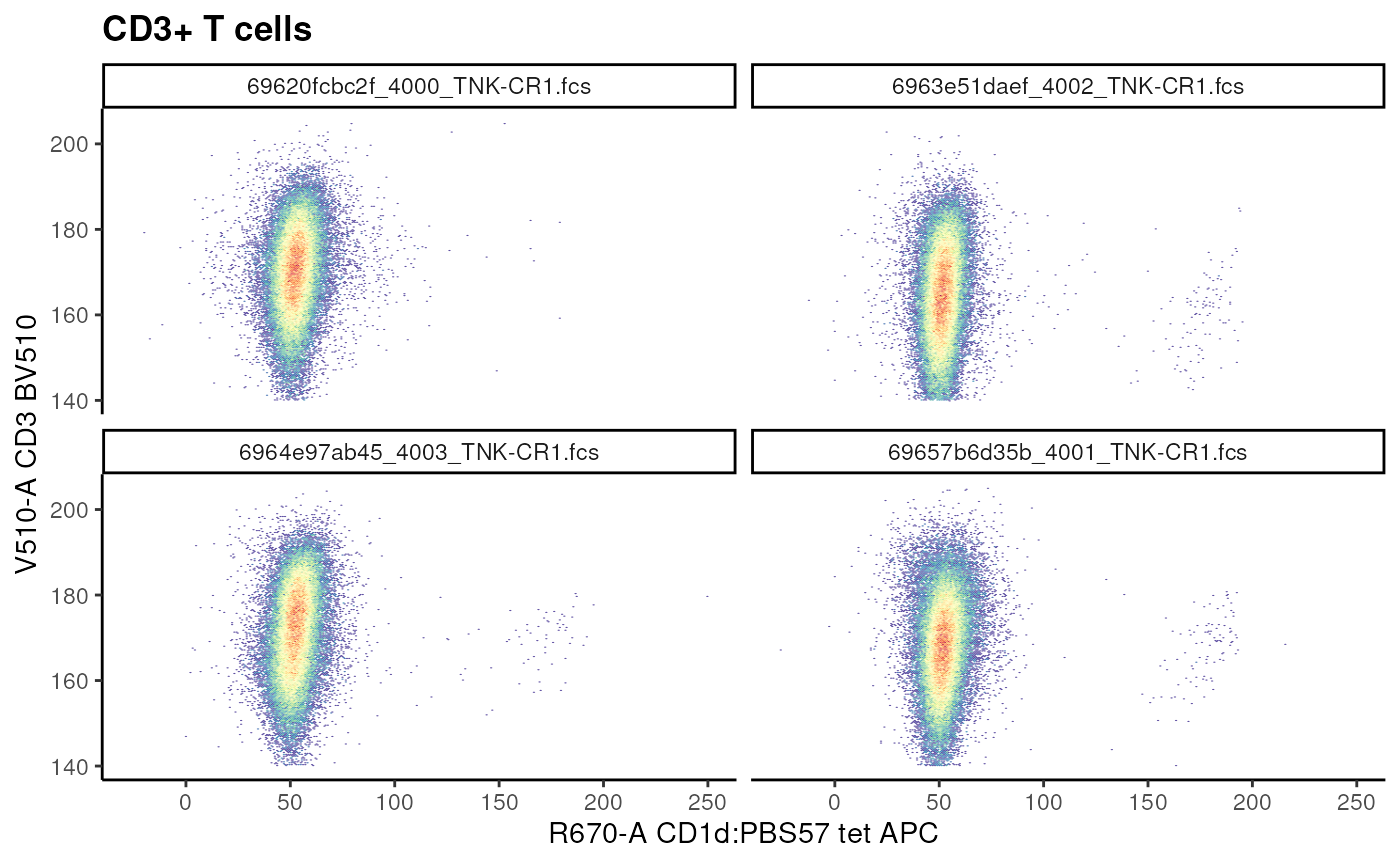 CD3+ T cells
69620fcbc2f_4000_TNK-CR1.fcs
6963e51daef_4002_TNK-CR1.fcs
200
180
160
140
6964e97ab45_4003_TNK-CR1.fcs
69657b6d35b_4001_TNK-CR1.fcs
200
180
160
140
V510-A CD3 BV510
0 50 100 150 200 250
0 50 100 150 200 250
R670-A CD1d:PBS57 tet APC